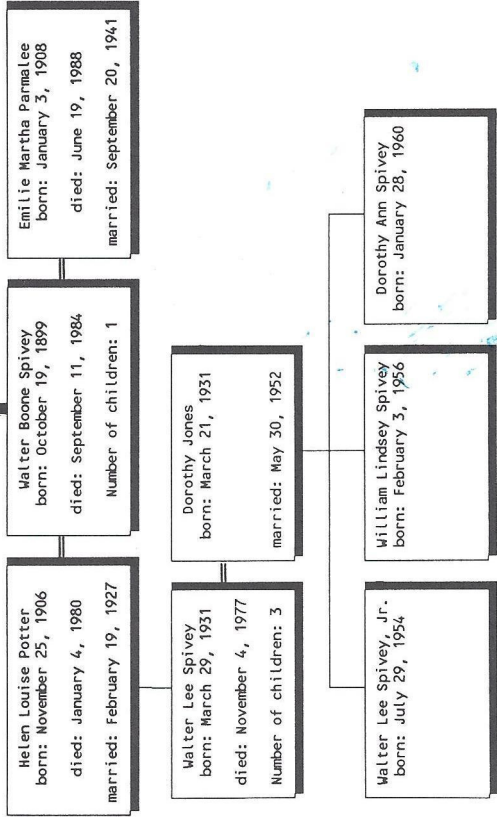 Helen Louise Potter
born: November 25, 1906
died: January 4, 1980
married: February 19, 1927
Walter Boone Spivey
born: October 19, 1899
died: September 11, 1984
Number of children: 1
Emilie Martha Parmalee
born: January 3, 1908
died: June 19, 1988
married: September 20, 1941
Walter Lee Spivey
born: March 29, 1931
died: November 4, 1977
Number of children: 3
Dorothy Jones
born: March 21, 1931
married: May 30, 1952
Walter Lee Spivey, Jr.
born: July 29, 1954
William Lindsey Spivey
born: February 3, 1956
Dorothy Ann Spivey
born: January 28, 1960